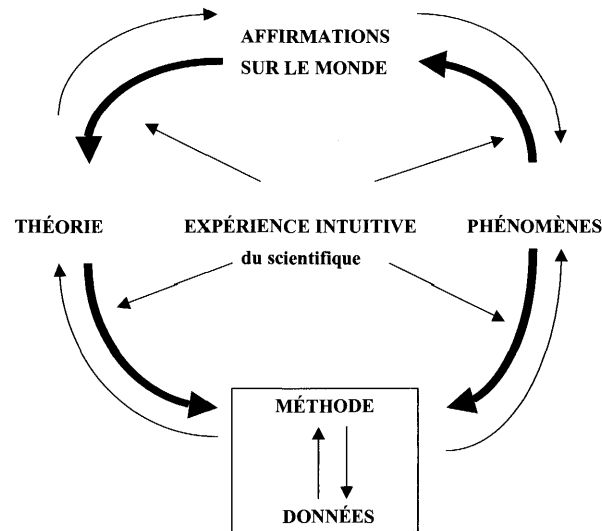 AFFIRMATIONS
SUR LE MONDE
THÉORIE
EXPÉRIENCE INTUITIVE
du scientifique
PHÉNOMÈNES
MÉTHODE
DONNÉES